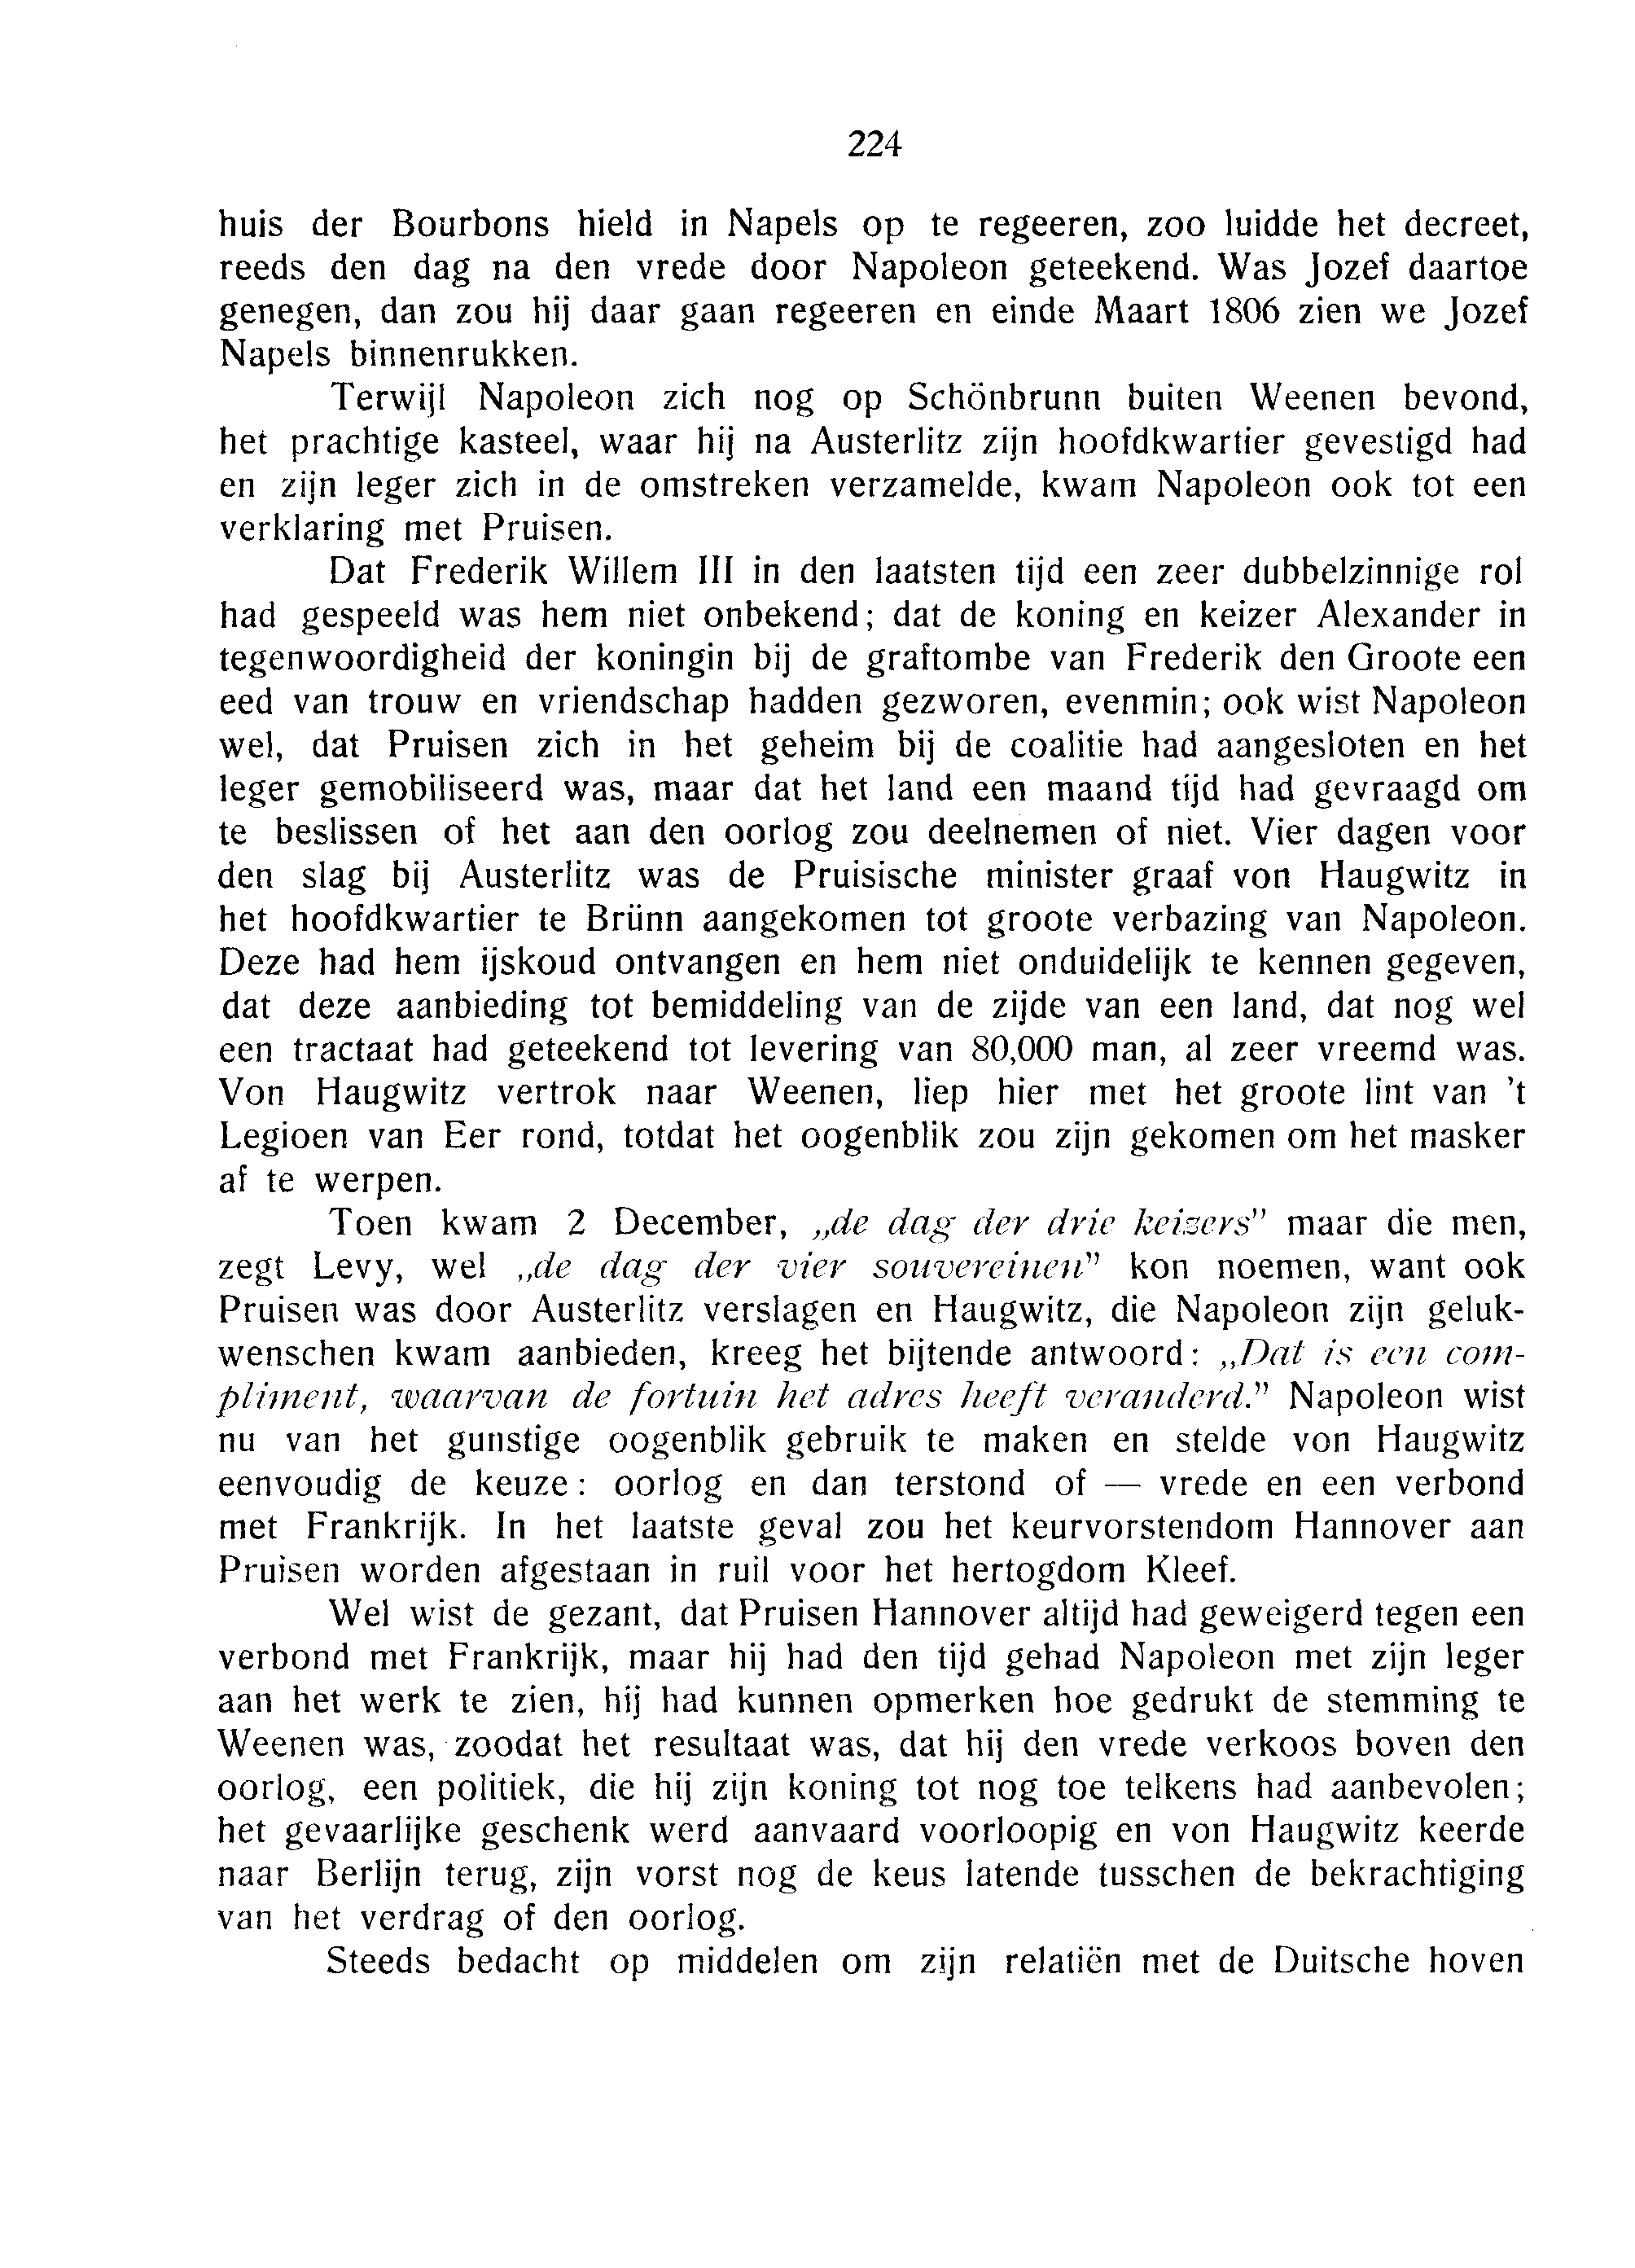 224
huis der Bourbons hield in Napels op te regeeren, zoo luidde het decreet,
reeds den dag na den vrede door Napoleon geteekend. Was Jozef daartoe
genegen, dan zou hij daar gaan regeeren en einde Maart 1806 zien we Jozef
Napels binnenrukken.
Terwijl Napoleon zich nog op Schönbrunn buiten Weenen bevond,
het prachtige kasteel, waar hij na Austerlitz zijn hoofdkwartier gevestigd had
en zijn leger zich in de omstreken verzamelde, kwam Napoleon ook tot een
verklaring met Pruisen.
Dat Frederik Willem III in den laatsten tijd een zeer dubbelzinnige rol
had gespeeld was hem niet onbekend; dat de koning en keizer Alexander in
tegenwoordigheid der koningin bij de graftombe van Frederik den Groote een
eed van trouw en vriendschap hadden gezworen, evenmin; ook wist Napoleon
wel, dat Pruisen zich in het geheim bij de coalitie had aangesloten en het
leger gemobiliseerd was, maar dat het land een maand tijd had gevraagd om
te beslissen of het aan den oorlog zou deelnemen of niet. Vier dagen voor
den slag bij Austerlitz was de Pruisische minister graaf von Haugwitz in
het hoofdkwartier te Brünn aangekomen tot groote verbazing van Napoleon.
Deze had hem ijskoud ontvangen en hem niet onduidelijk te kennen gegeven,
dat deze aanbieding tot bemiddeling van de zijde van een land, dat nog wel
een tractaat had geteekend tot levering van 80,000 man, al zeer vreemd was.
Von Haugwitz vertrok naar Weenen, liep hier met het groote lint van 't
Legioen van Eer rond, totdat het oogenblik zou zijn gekomen om het masker
af te werpen.
Toen kwam 2 December, „de dag der drie keizers” maar die men,
zegt Levy, wel „de dag der vier souvereinen” kon noemen, want ook
Pruisen was door Austerlitz verslagen en Haugwitz, die Napoleon zijn geluk-
wenschen kwam aanbieden, kreeg het bijtende antwoord: „Dat is een com-
pliment, waarvan de fortuin het adres heeft veranderd.” Napoleon wist
nu van het gunstige oogenblik gebruik te maken en stelde von Haugwitz
eenvoudig de keuze: oorlog en dan terstond of — vrede en een verbond
met Frankrijk. In het laatste geval zou het keurvorstendom Hannover aan
Pruisen worden afgestaan in ruil voor het hertogdom Kleef.
Wel wist de gezant, dat Pruisen Hannover altijd had geweigerd tegen een
verbond met Frankrijk, maar hij had den tijd gehad Napoleon met zijn leger
aan het werk te zien, hij had kunnen opmerken hoe gedrukt de stemming te
Weenen was, zoodat het resultaat was, dat hij den vrede verkoos boven den
oorlog, een politiek, die hij zijn koning tot nog toe telkens had aanbevolen;
het gevaarlijke geschenk werd aanvaard voorloopig en von Haugwitz keerde
naar Berlijn terug, zijn vorst nog de keus latende tusschen de bekrachtiging
van het verdrag of den oorlog.
Steeds bedacht op middelen om zijn relatiën met de Duitsche hoven